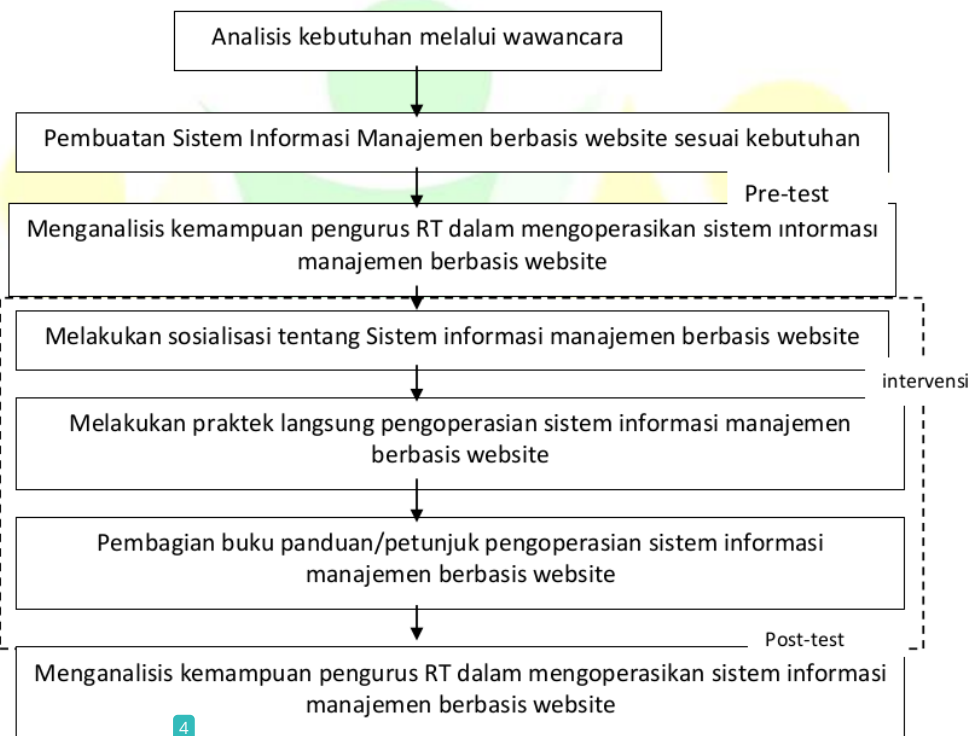 Analisis kebutuhan melalui wawancara
Pembuatan Sistem Informasi Manajemen berbasis website sesuai kebutuhan
Pre-test
Menganalisis kemampuan pengurus RT dalam mengoperasikan sistem informasi
manajemen berbasis website
Melakukan sosialisasi tentang Sistem informasi manajemen berbasis website
intervensi
Melakukan praktek langsung pengoperasian sistem informasi manajemen
berbasis website
Pembagian buku panduan/petunjuk pengoperasian sistem informasi
manajemen berbasis website
Post-test
Menganalisis kemampuan pengurus RT dalam mengoperasikan sistem informasi
manajemen berbasis website
4